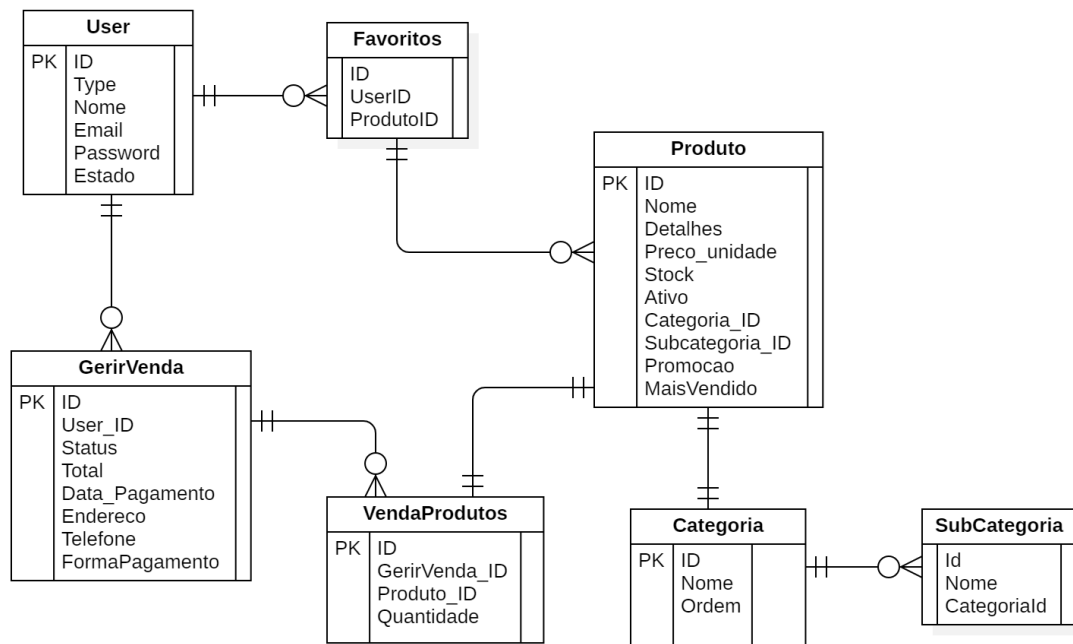 User
PK
ID
Type
Nome
Email
Password
Estado
Favoritos
ID
UserID
ProdutoID
Produto
PK
ID
Nome
Detalhes
Preco_unidade
Stock
Ativo
Categoria_ID
Subcategoria_ID
Promocao
MaisVendido
GerirVenda
PK
ID
User_ID
Status
Total
Data_Pagamento
Endereco
Telefone
FormaPagamento
VendaProdutos
PK
ID
GerirVenda_ID
Produto_ID
Quantidade
Categoria
PK
ID
Nome
Ordem
SubCategoria
Id
Nome
CategoriaId